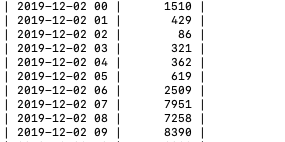 | 2019-12-02 00 | 1510 |
| 2019-12-02 01 | 429 |
| 2019-12-02 02 | 86 |
| 2019-12-02 03 | 321 |
| 2019-12-02 04 | 362 |
| 2019-12-02 05 | 619 |
| 2019-12-02 06 | 2509 |
| 2019-12-02 07 | 7951 |
| 2019-12-02 08 | 7258 |
| 2019-12-02 09 | 8390 |